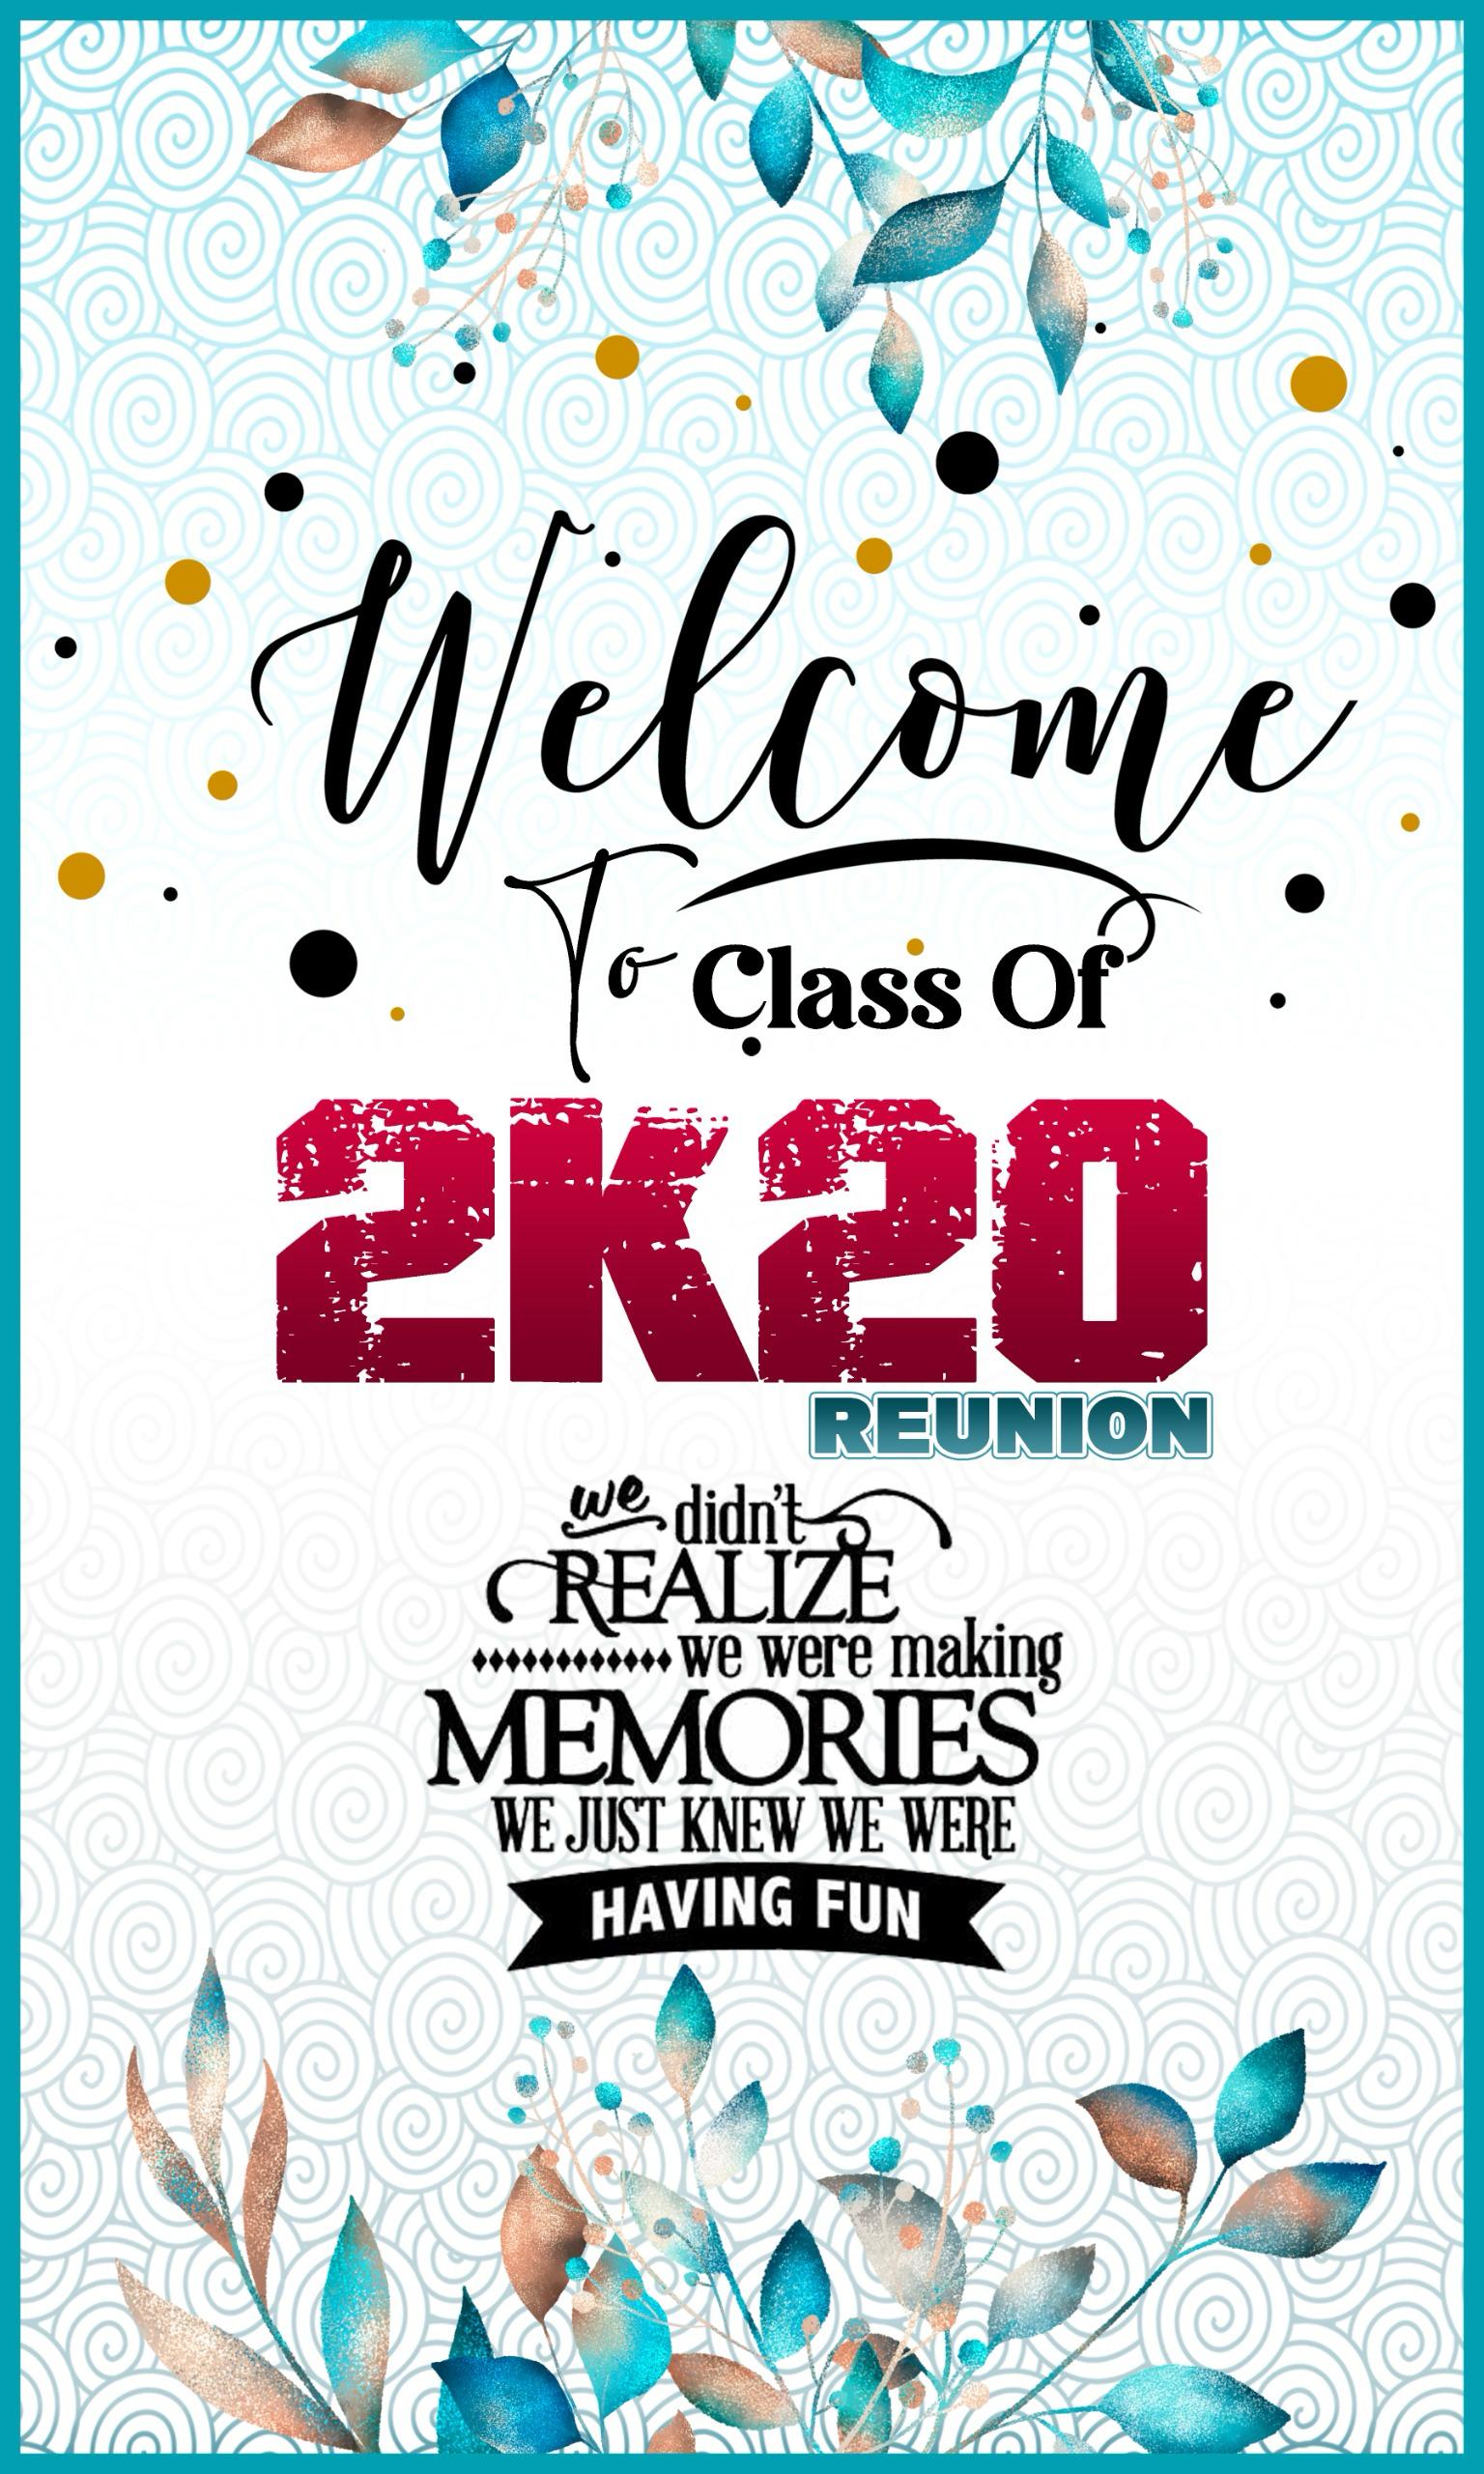 Welcome
To Class Of
2K20
REUNION
we didn't
REALIZE
we were making
MEMORIES
WE JUST KNEW WE WERE
HAVING FUN